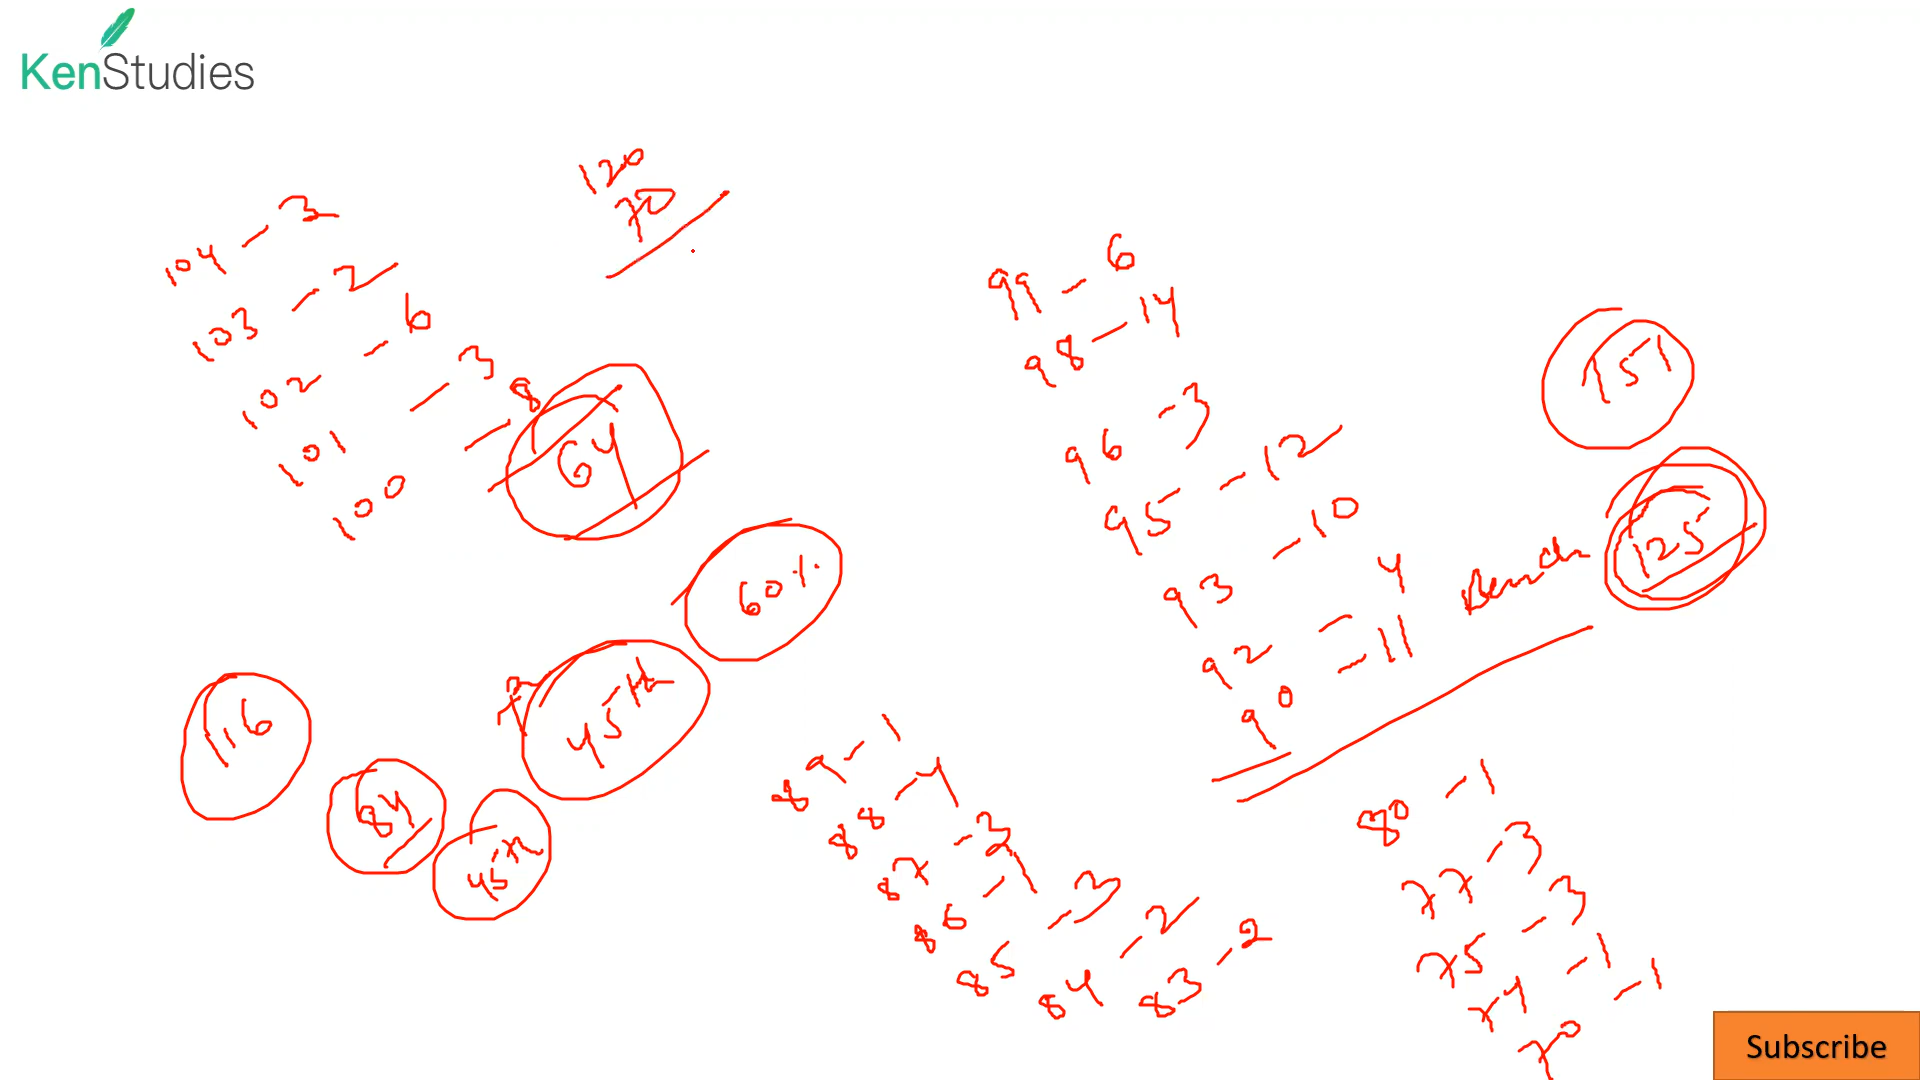 KenStudies
120
70
104 - 3
103 - 2
102 - 6
101 - 3
100 - 8
64
60%
45th
116
84
45th
99 - 6
98 - 14
96 - 3
95 - 12
93 - 10
92 - 4
90 - 11
151
125
89 - 1
88 - 4
87 - 2
86 - 1
85 - 3
84 - 2
83 - 2
80 - 1
77 - 3
75 - 3
74 - 1
70 - 1
Subscribe